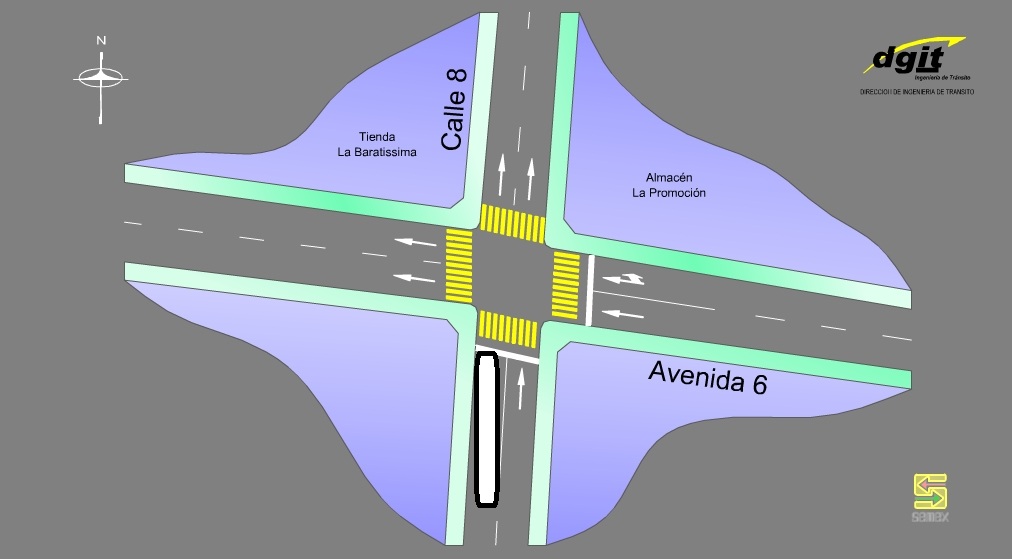 N
Calle 8
Tienda
La Baratissima
Almacén
La Promoción
dgit
Ingeniería de Tránsito
DIRECCION DE INGENIERIA DE TRANSITO
Avenida 6
semex